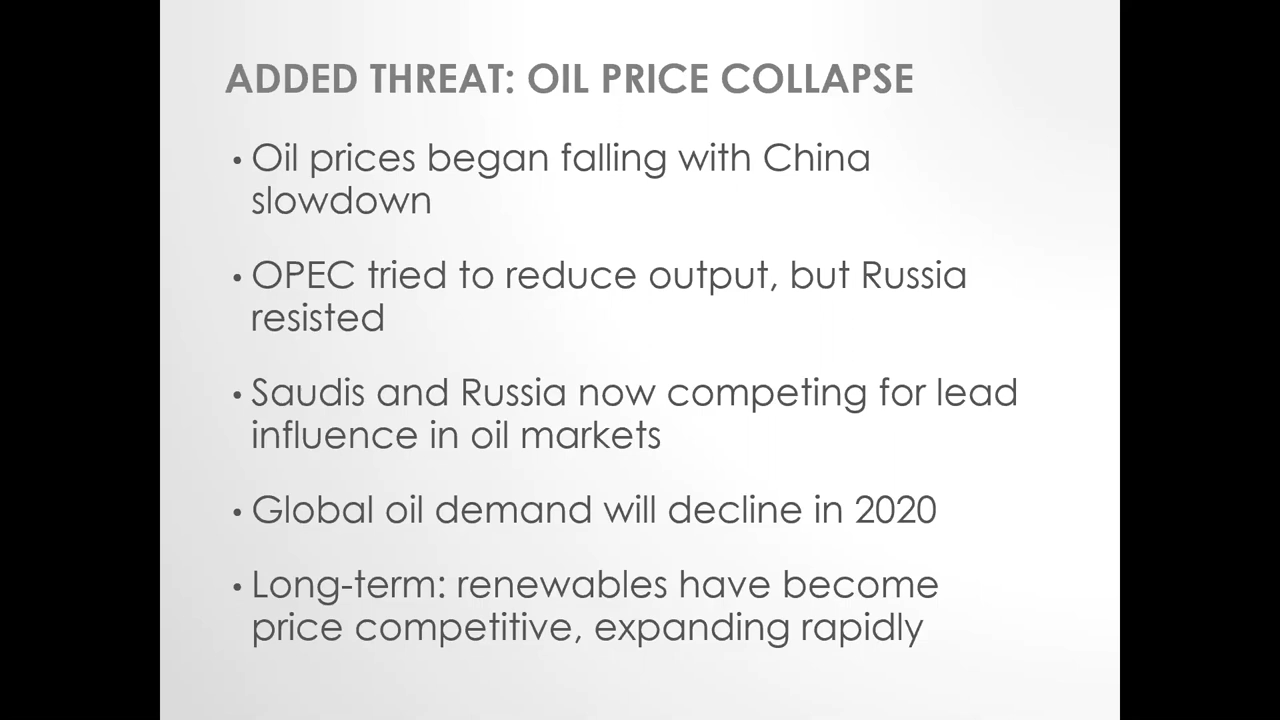 ADDED THREAT: OIL PRICE COLLAPSE
• Oil prices began falling with China
slowdown
• OPEC tried to reduce output, but Russia
resisted
• Saudis and Russia now competing for lead
influence in oil markets
• Global oil demand will decline in 2020
• Long-term: renewables have become
price competitive, expanding rapidly